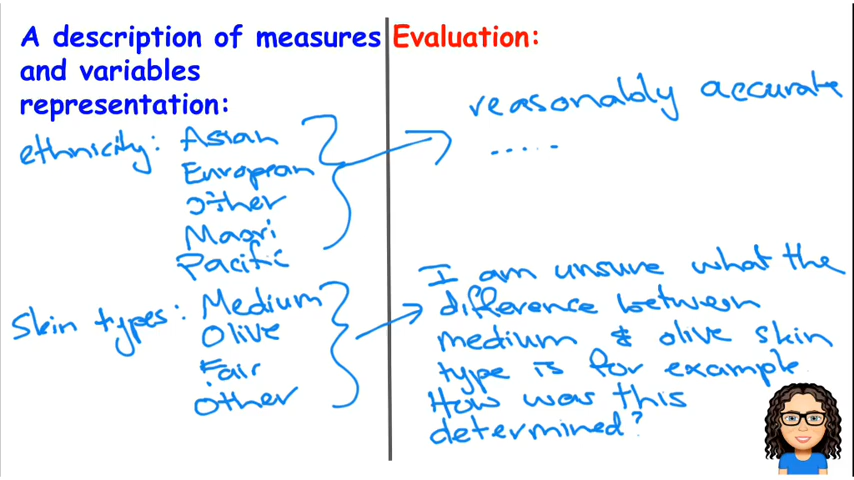 A description of measures
and variables
representation:
ethnicity: Asian
European
Other
Maori
Pacific
Skin types: Medium
Olive
Fair
Other
Evaluation:
reasonably accurate
.....
I am unsure what the
difference between
medium & olive skin
type is for example
How was this
determined?